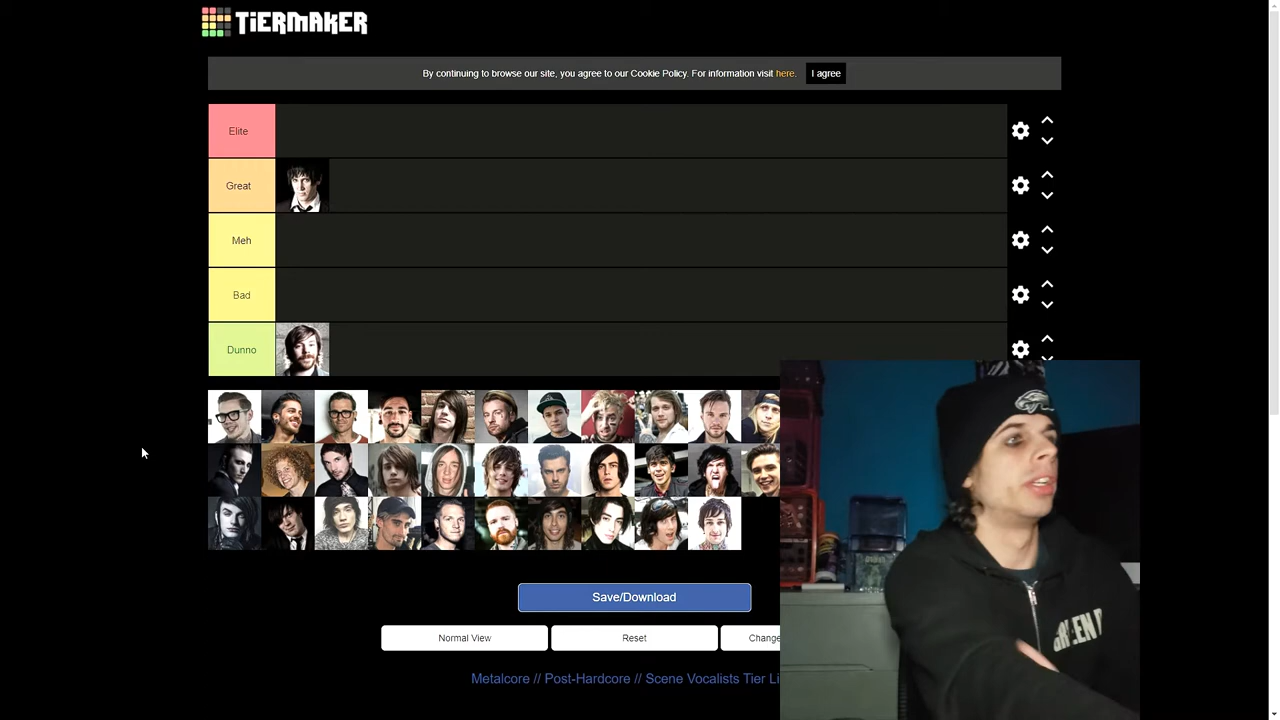 TiERMAKER
By continuing to browse our site, you agree to our Cookie Policy. For information visit here. I agree
Elite
Great
Meh
Bad
Dunno
Save/Download
Normal View Reset Change
Metalcore // Post-Hardcore // Scene Vocalists Tier Li